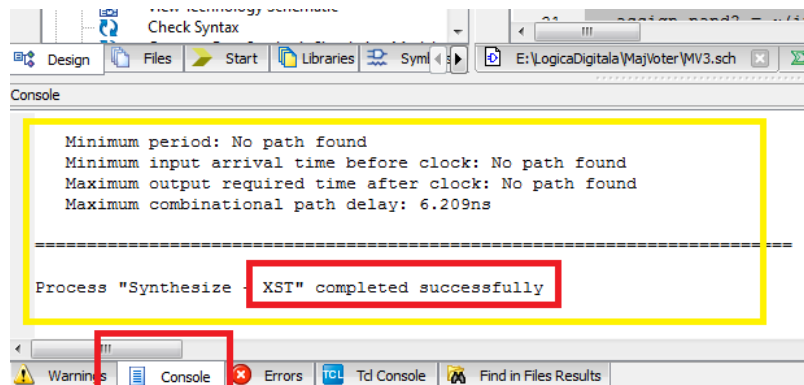 Check Syntax
Design Files Start Libraries E:\LogicaDigitala\MajVoter\MV3.sch
Console
Minimum period: No path found
Minimum input arrival time before clock: No path found
Maximum output required time after clock: No path found
Maximum combinational path delay: 6.209ns
=========================================================================
Process "Synthesize - XST" completed successfully
Warnings Console Errors TCL Tcl Console Find in Files Results